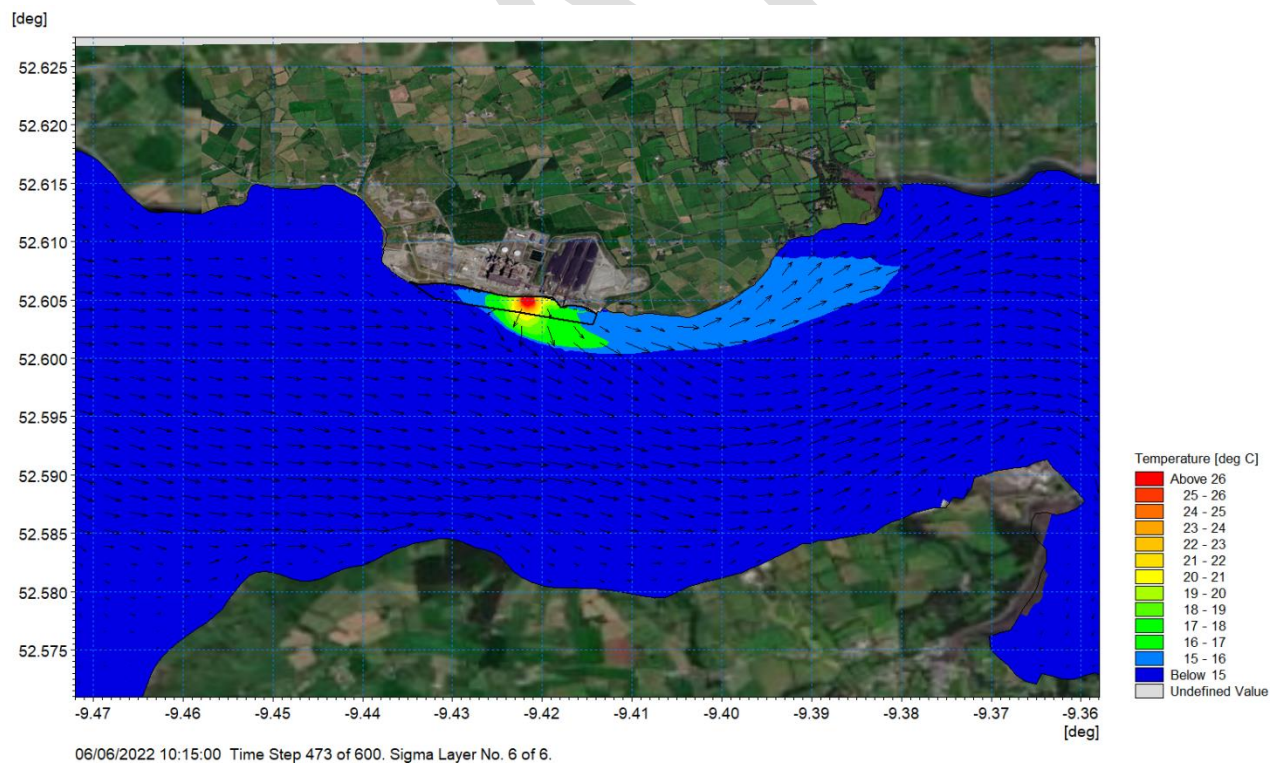 [deg]
52.625
52.620
52.615
52.610
52.605
52.600
52.595
52.590
52.585
52.580
52.575
-9.47 -9.46 -9.45 -9.44 -9.43 -9.42 -9.41 -9.40 -9.39 -9.38 -9.37 -9.36
[deg]
Temperature [deg C]
Above 26
25 - 26
24 - 25
23 - 24
22 - 23
21 - 22
20 - 21
19 - 20
18 - 19
17 - 18
16 - 17
15 - 16
Below 15
Undefined Value
06/06/2022 10:15:00 Time Step 473 of 600. Sigma Layer No. 6 of 6.